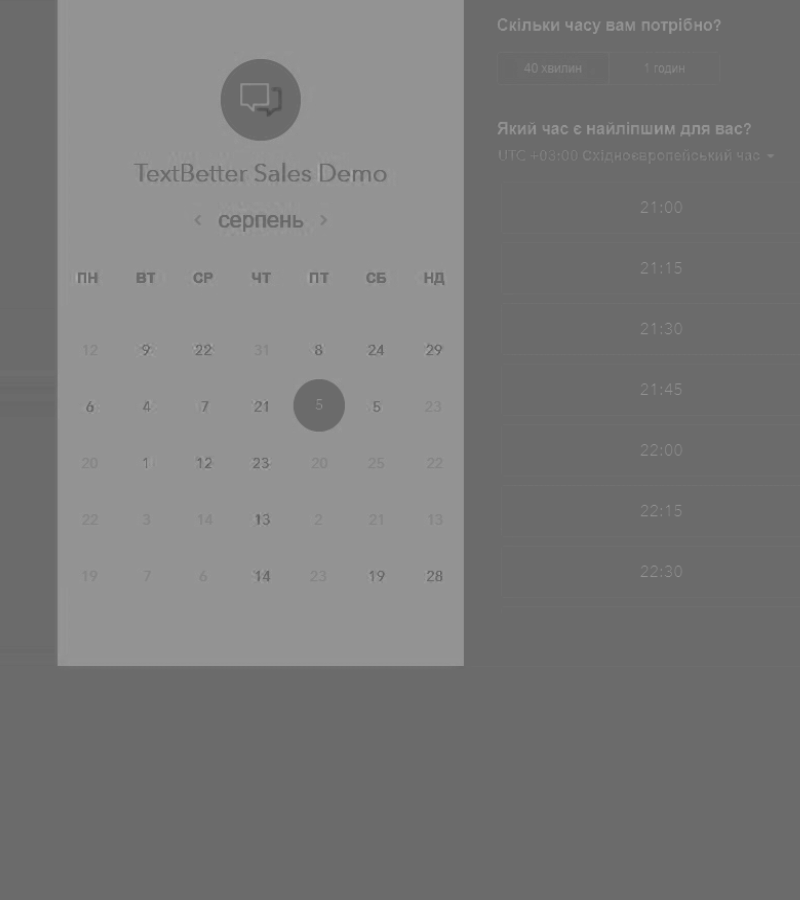 TextBetter Sales Demo
‹ серпень ›
ПН ВТ СР ЧТ ПТ СБ НД
12 9 22 31 8 24 29
6 4 7 21 5 5 23
20 1 12 23 20 25 22
22 3 14 13 2 21 13
19 7 6 14 23 19 28
Скільки часу вам потрібно?
40 хвилин 1 годин
Який час є найліпшим для вас?
UTC +03:00 Східноєвропейський час
21:00
21:15
21:30
21:45
22:00
22:15
22:30